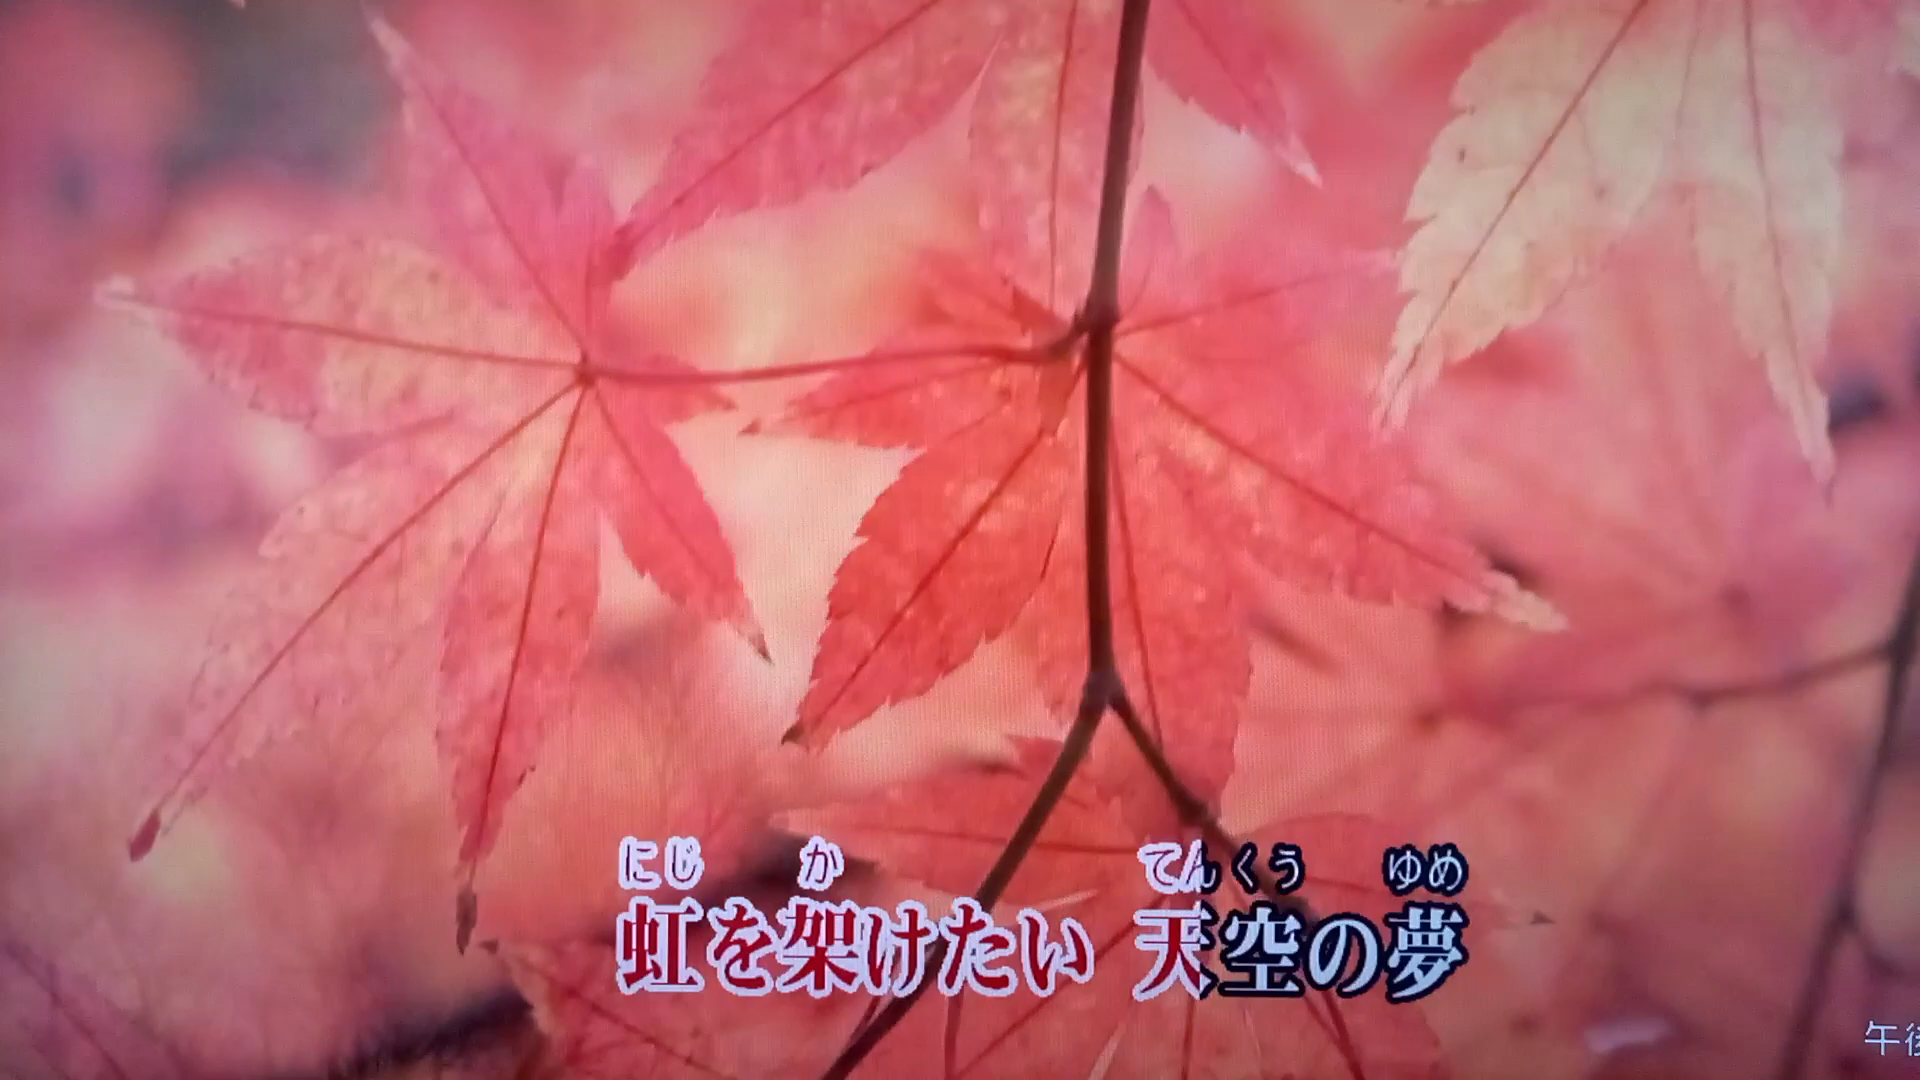 にじ か てんくう ゆめ
虹を架けたい 天空の夢
午後